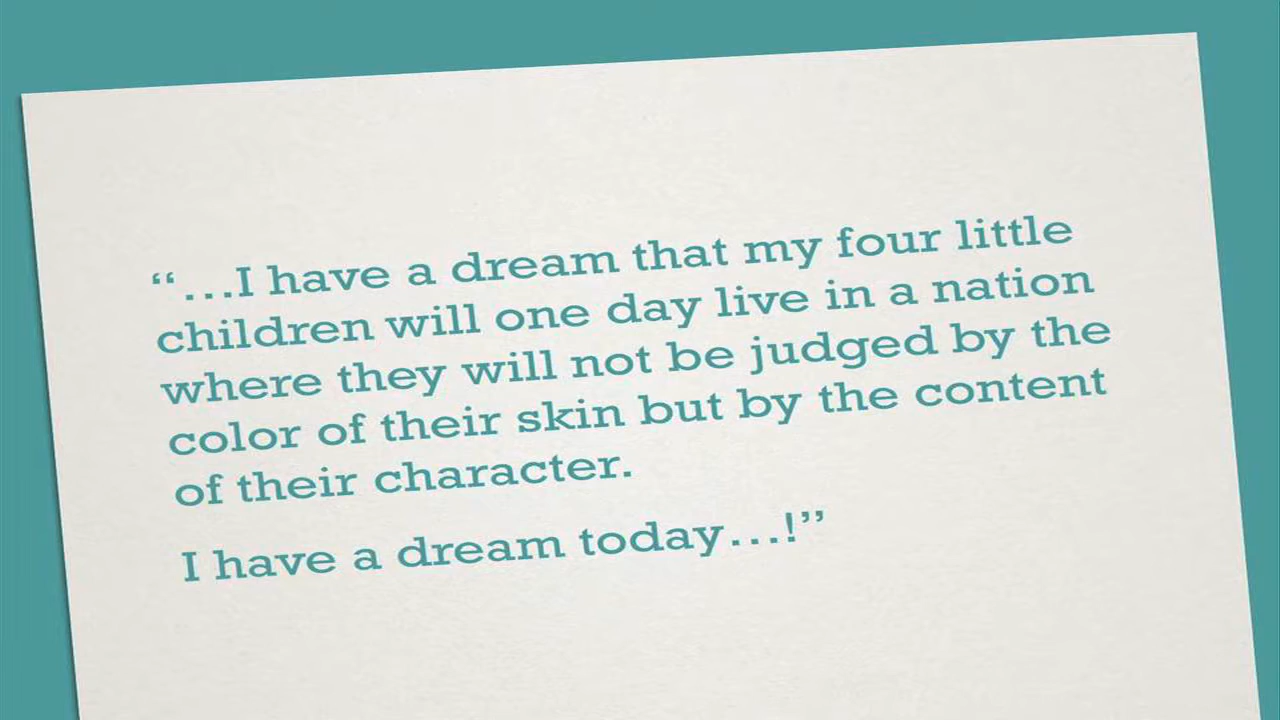 “...I have a dream that my four little
children will one day live in a nation
where they will not be judged by the
color of their skin but by the content
of their character.
I have a dream today...!”